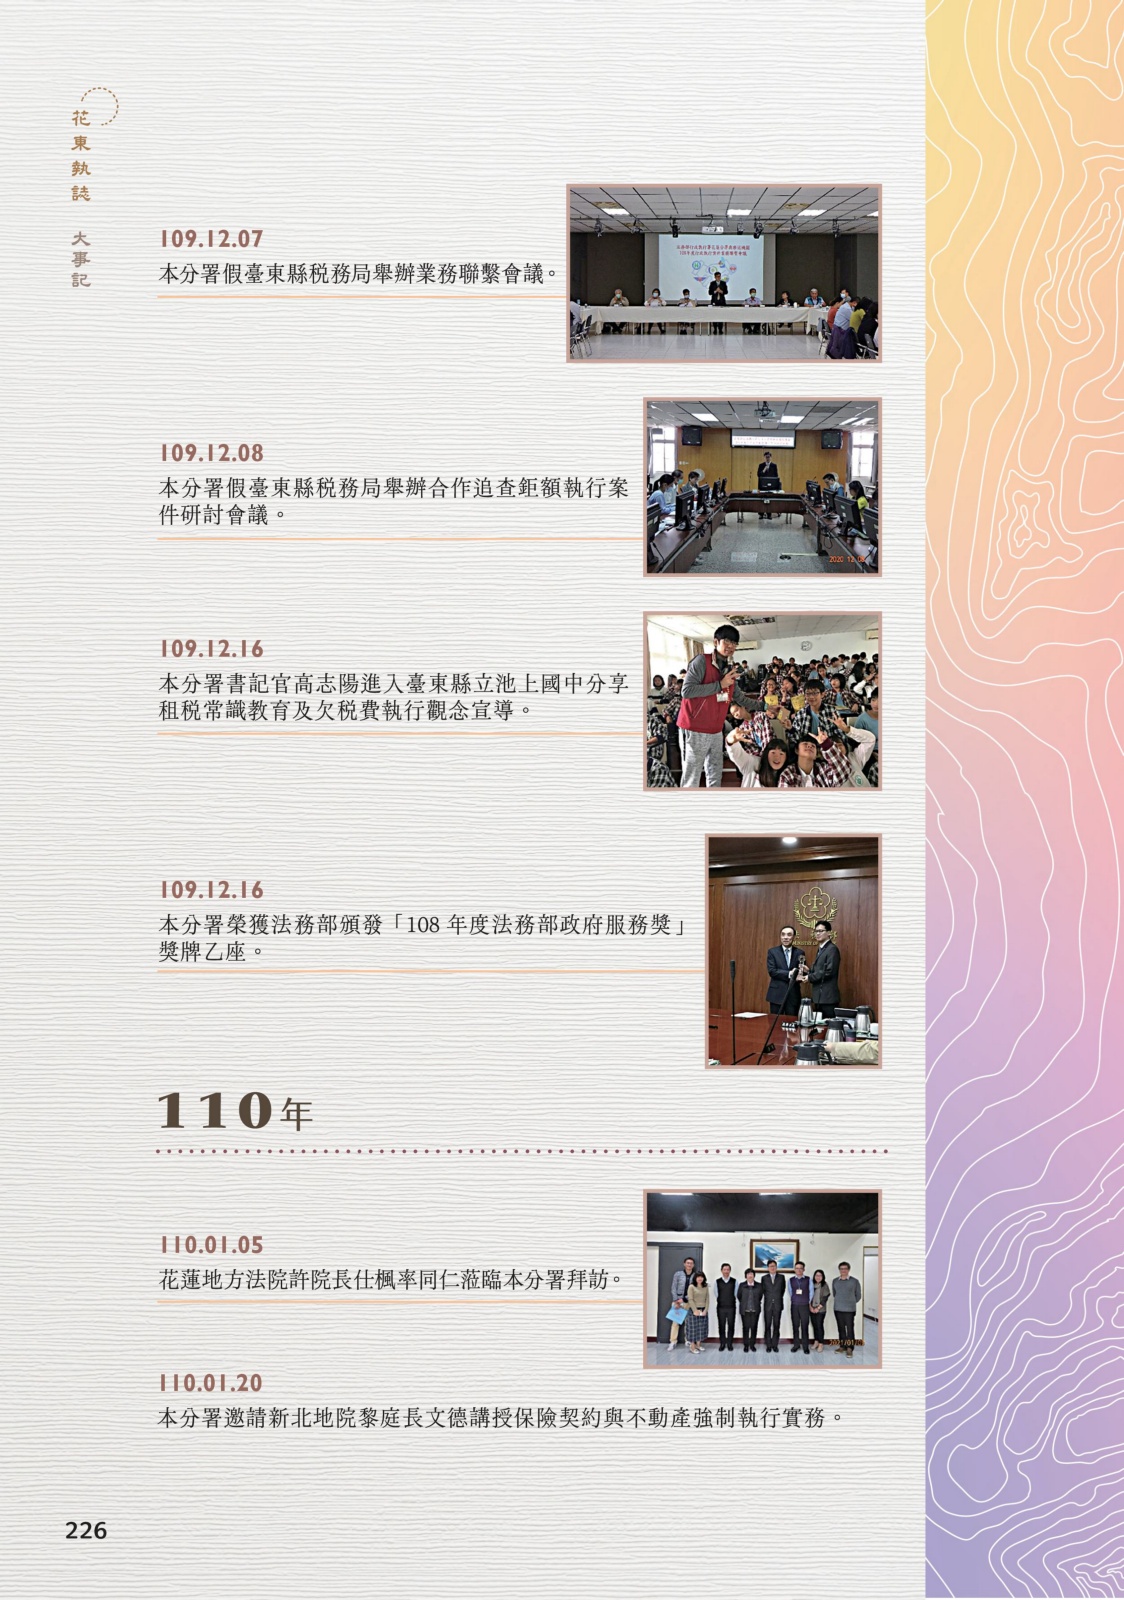 花東執誌 大事記
109.12.07
本分署假臺東縣稅務局舉辦業務聯繫會議。
109.12.08
本分署假臺東縣稅務局舉辦合作追查鉅額執行案
件研討會議。
109.12.16
本分署書記官高志陽進入臺東縣立池上國中分享
租稅常識教育及欠稅費執行觀念宣導。
109.12.16
本分署榮獲法務部頒發「108 年度法務部政府服務獎」
獎牌乙座。
110年
110.01.05
花蓮地方法院許院長仕楓率同仁蒞臨本分署拜訪。
110.01.20
本分署邀請新北地院黎庭長文德講授保險契約與不動產強制執行實務。
226